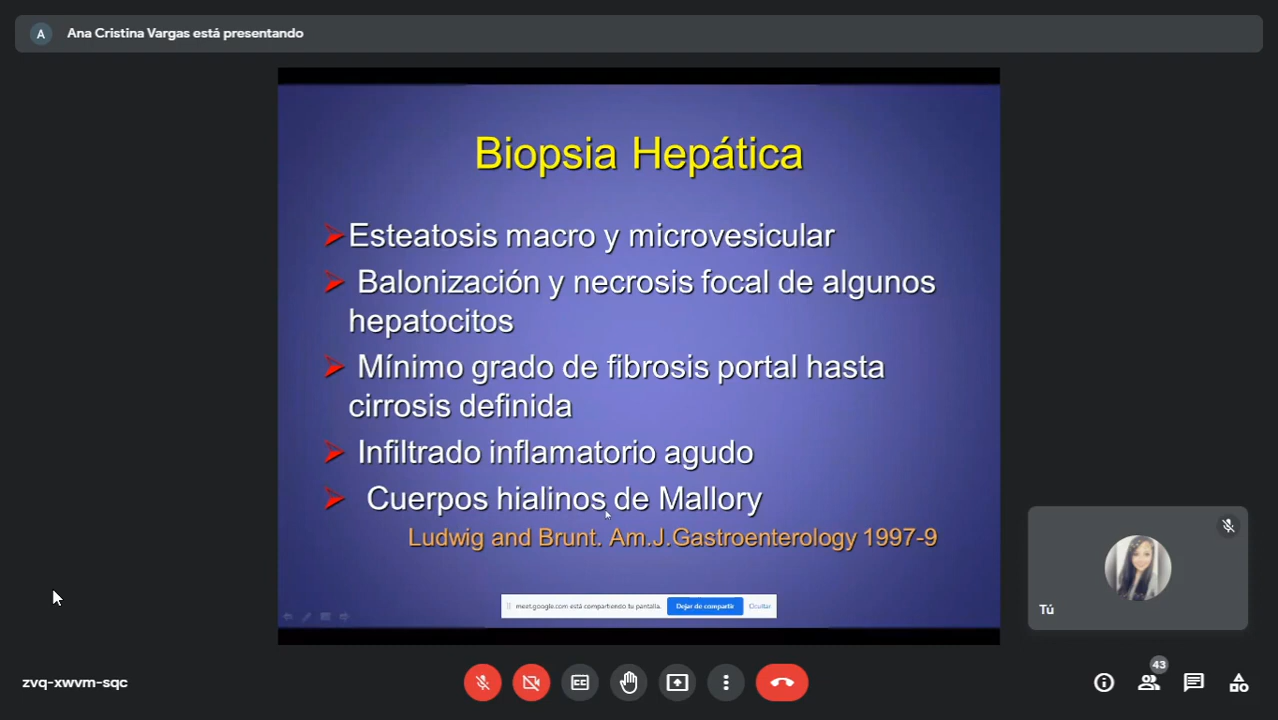 A
Ana Cristina Vargas está presentando
Biopsia Hepática
Esteatosis macro y microvesicular
Balonización y necrosis focal de algunos
hepatocitos
Mínimo grado de fibrosis portal hasta
cirrosis definida
Infiltrado inflamatorio agudo
Cuerpos hialinos de Mallory
Ludwig and Brunt. Am.J.Gastroenterology 1997-9
meet.google.com está compartiendo tu pantalla. Dejar de compartir Ocultar
Tú
zvq-xwvm-sqc
CC
43